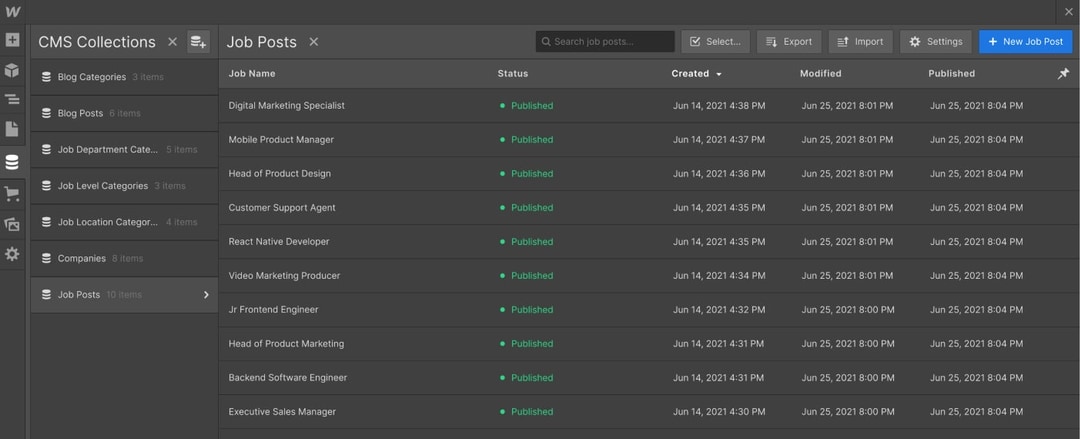 CMS Collections
Job Posts
Search job posts...
Select...
Export
Import
Settings
New Job Post
Blog Categories 3 items
Blog Posts 6 items
Job Department Cate... 5 items
Job Level Categories 3 items
Job Location Categor... 4 items
Companies 8 items
Job Posts 10 items
Job Name Status Created Modified Published
Digital Marketing Specialist Published Jun 14, 2021 4:38 PM Jun 25, 2021 8:01 PM Jun 25, 2021 8:04 PM
Mobile Product Manager Published Jun 14, 2021 4:37 PM Jun 25, 2021 8:01 PM Jun 25, 2021 8:04 PM
Head of Product Design Published Jun 14, 2021 4:36 PM Jun 25, 2021 8:01 PM Jun 25, 2021 8:04 PM
Customer Support Agent Published Jun 14, 2021 4:35 PM Jun 25, 2021 8:01 PM Jun 25, 2021 8:04 PM
React Native Developer Published Jun 14, 2021 4:35 PM Jun 25, 2021 8:01 PM Jun 25, 2021 8:04 PM
Video Marketing Producer Published Jun 14, 2021 4:34 PM Jun 25, 2021 8:01 PM Jun 25, 2021 8:04 PM
Jr Frontend Engineer Published Jun 14, 2021 4:32 PM Jun 25, 2021 8:00 PM Jun 25, 2021 8:04 PM
Head of Product Marketing Published Jun 14, 2021 4:31 PM Jun 25, 2021 8:00 PM Jun 25, 2021 8:04 PM
Backend Software Engineer Published Jun 14, 2021 4:31 PM Jun 25, 2021 8:00 PM Jun 25, 2021 8:04 PM
Executive Sales Manager Published Jun 14, 2021 4:30 PM Jun 25, 2021 8:00 PM Jun 25, 2021 8:04 PM